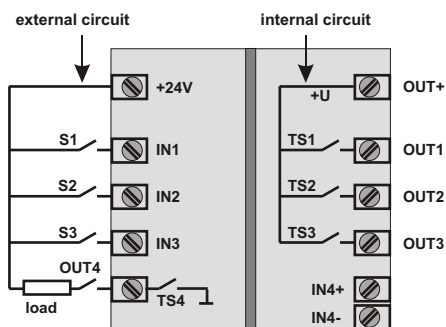 external circuit
internal circuit
+24V
+U
OUT+
S1
IN1
TS1
OUT1
S2
IN2
TS2
OUT2
S3
IN3
TS3
OUT3
OUT4
load
TS4
IN4+
IN4-